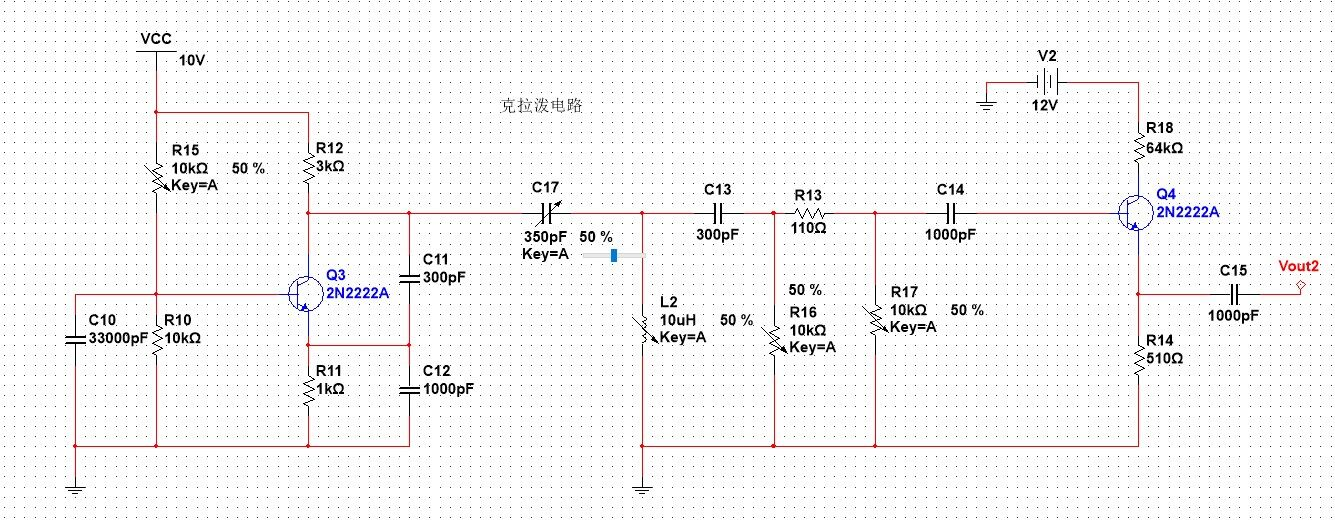 VCC
10V
V2
12V
克拉泼电路
R15
10kΩ
Key=A
50 %
R12
3kΩ
R18
64kΩ
C17
350pF
Key=A
50 %
C13
300pF
R13
110Ω
C14
1000pF
Q4
2N2222A
C11
300pF
Q3
2N2222A
C15
1000pF
Vout2
C10
33000pF
R10
10kΩ
L2
10uH
Key=A
50 %
50 %
R16
10kΩ
Key=A
R17
10kΩ
Key=A
50 %
R11
1kΩ
C12
1000pF
R14
510Ω